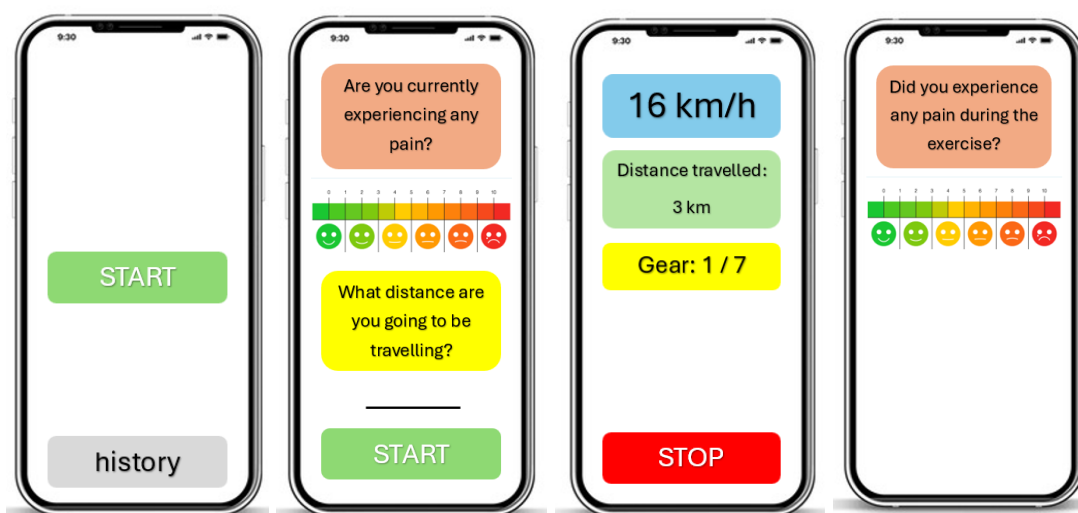 9:30
START
history
9:30
Are you currently
experiencing any
pain?
0 1 2 3 4 5 6 7 8 9 10
What distance are
you going to be
travelling?
START
9:30
16 km/h
Distance travelled:
3 km
Gear: 1 / 7
STOP
9:30
Did you experience
any pain during the
exercise?
0 1 2 3 4 5 6 7 8 9 10